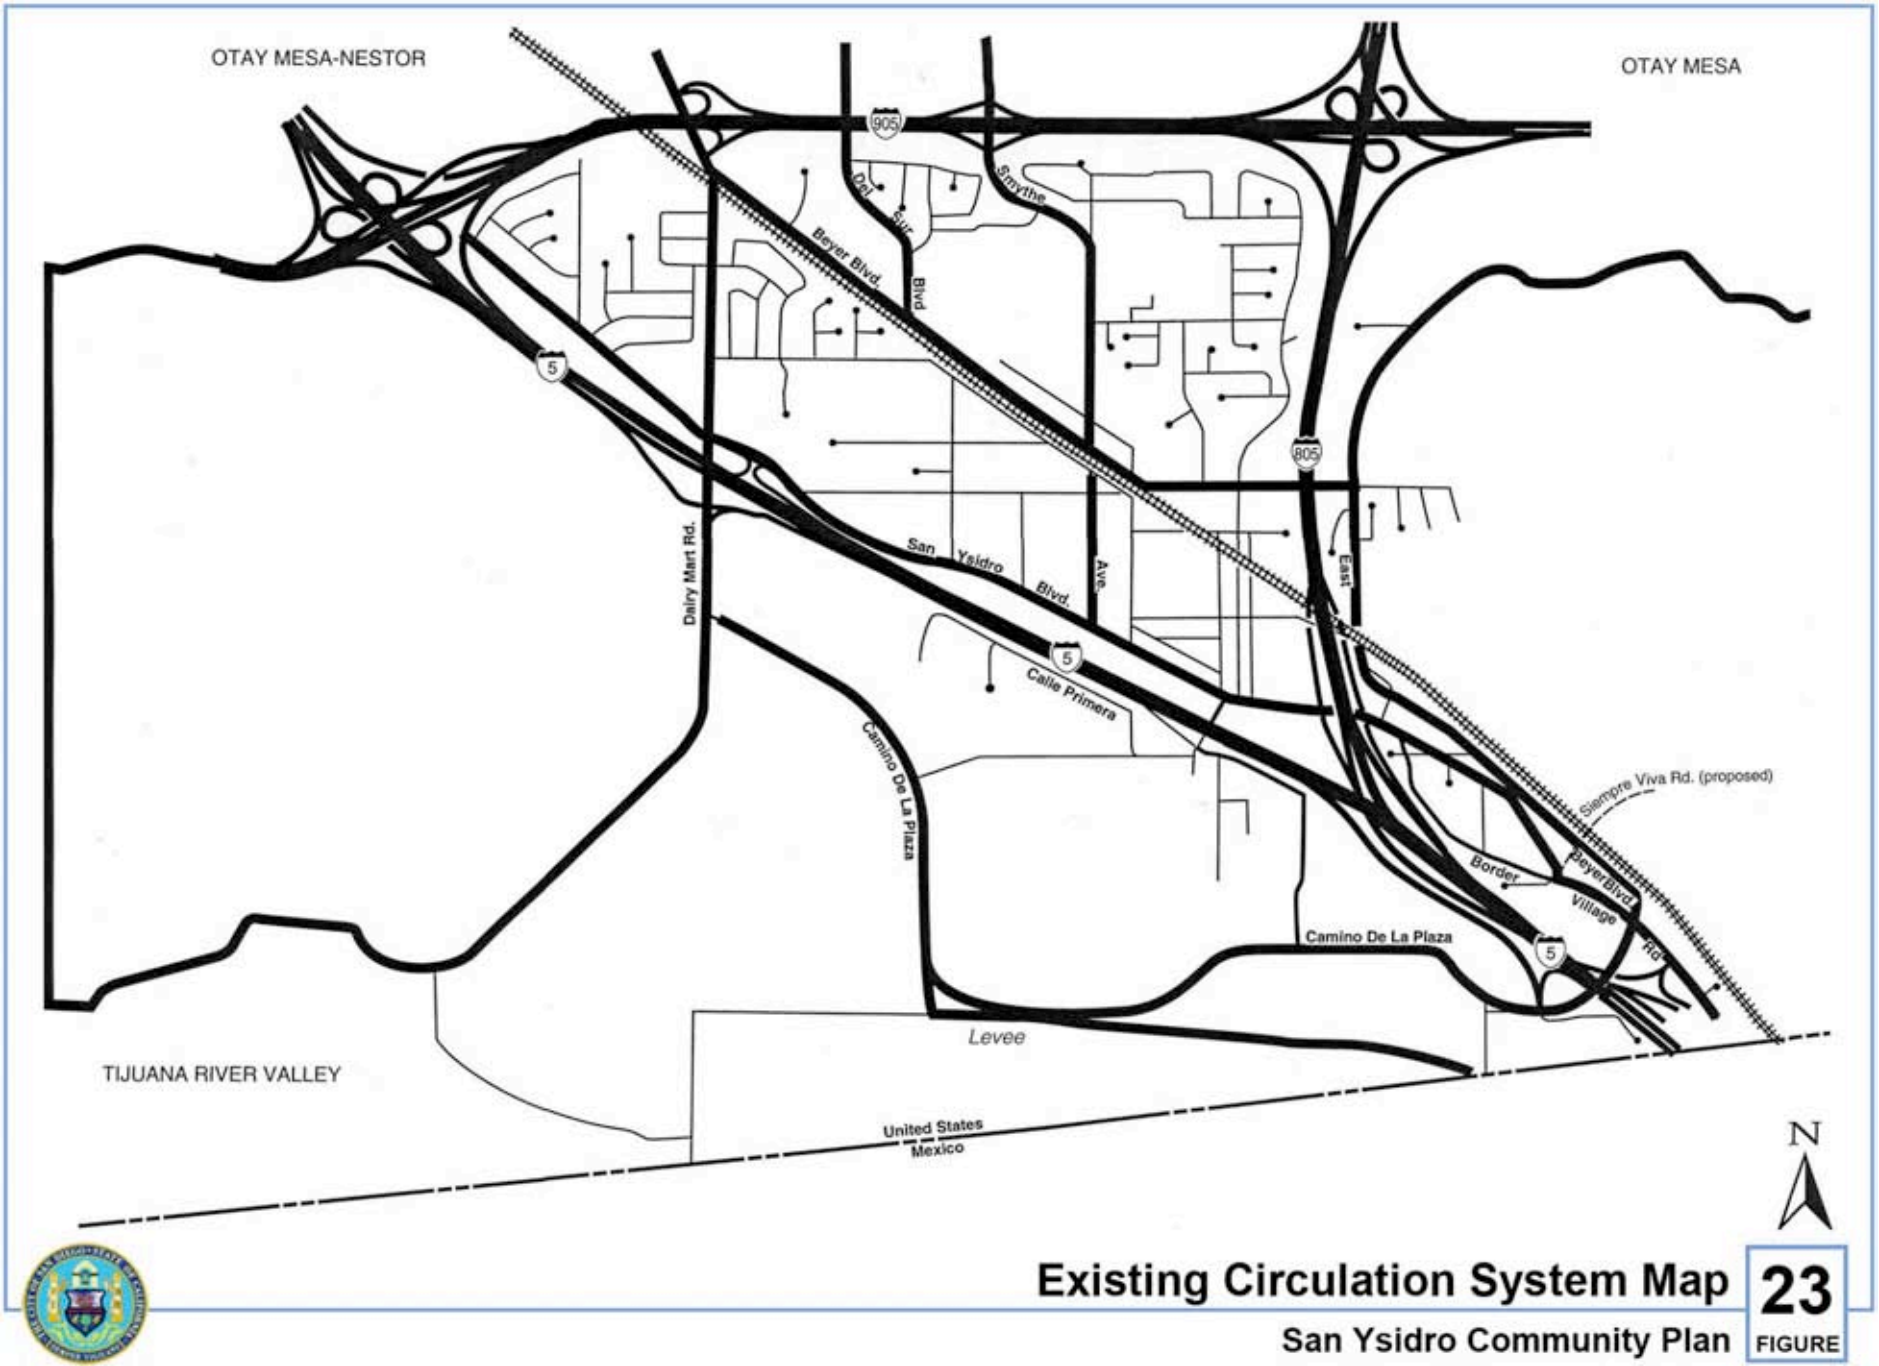 OTAY MESA-NESTOR
OTAY MESA
905
Del
Sur
Blvd
Smythe
Beyer Blvd.
5
805
Dairy Mart Rd.
San Ysidro Blvd.
Ave.
East
5
Calle Primera
Camino De La Plaza
Siempre Viva Rd. (proposed)
Border
Village
Rd
Beyer Blvd.
Camino De La Plaza
5
Levee
TIJUANA RIVER VALLEY
United States
Mexico
N
Existing Circulation System Map
San Ysidro Community Plan
23
FIGURE